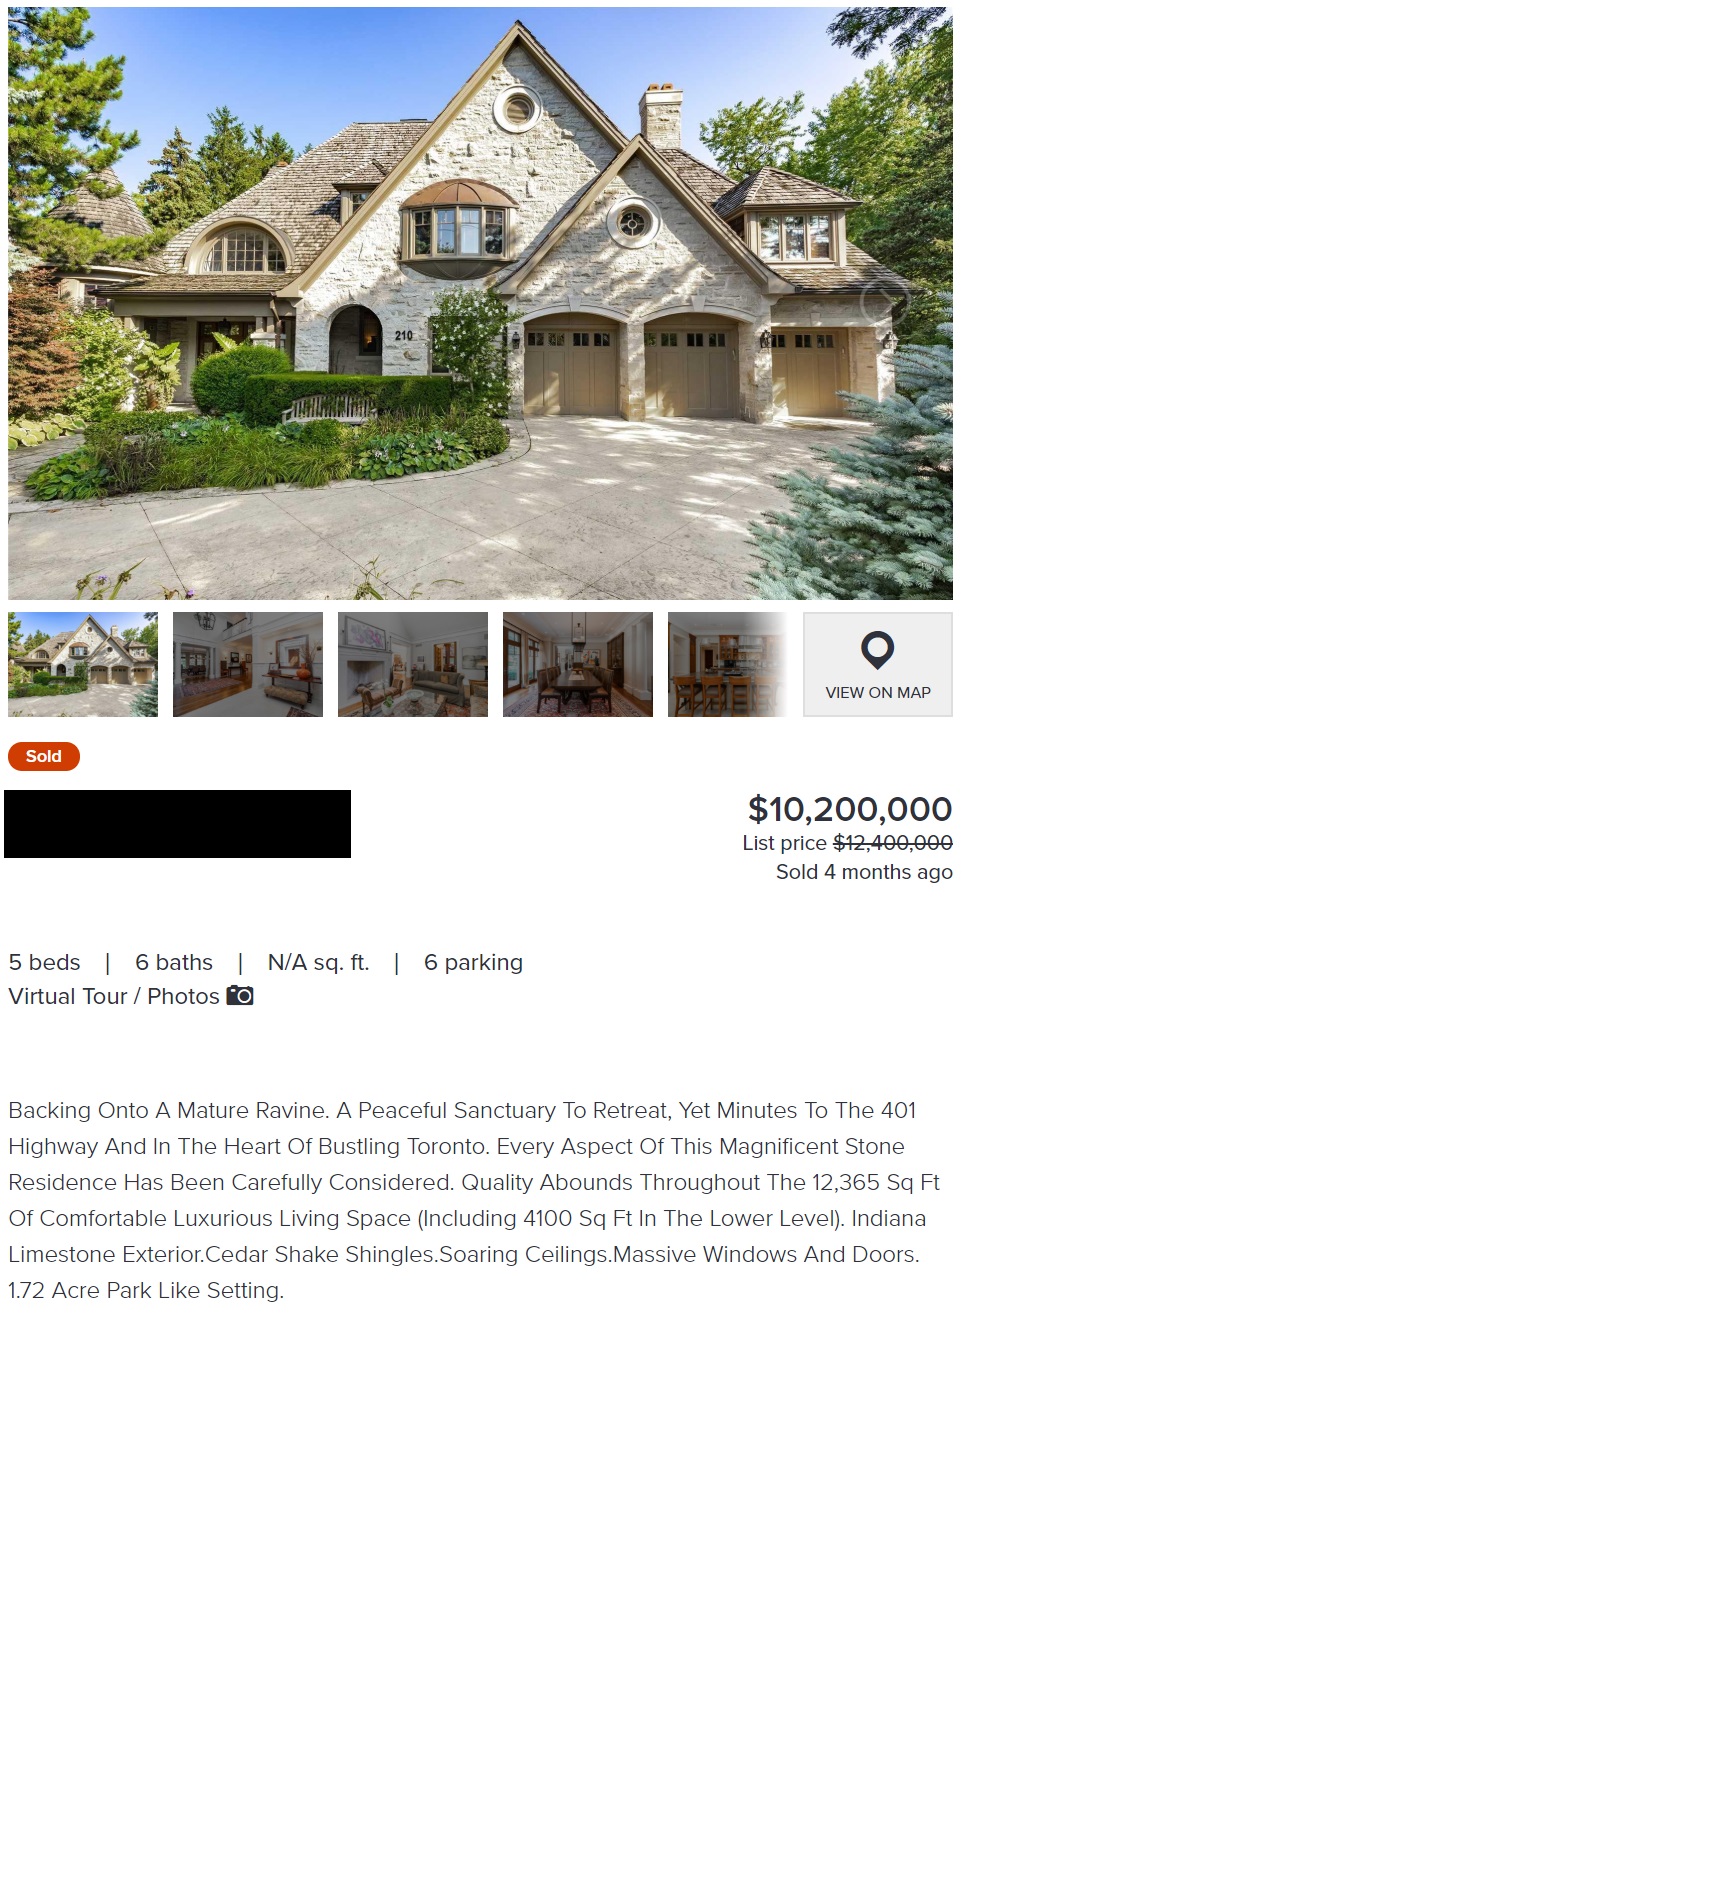 210
VIEW ON MAP
Sold
$10,200,000
List price $12,400,000
Sold 4 months ago
5 beds | 6 baths | N/A sq. ft. | 6 parking
Virtual Tour / Photos
Backing Onto A Mature Ravine. A Peaceful Sanctuary To Retreat, Yet Minutes To The 401
Highway And In The Heart Of Bustling Toronto. Every Aspect Of This Magnificent Stone
Residence Has Been Carefully Considered. Quality Abounds Throughout The 12,365 Sq Ft
Of Comfortable Luxurious Living Space (Including 4100 Sq Ft In The Lower Level). Indiana
Limestone Exterior.Cedar Shake Shingles.Soaring Ceilings.Massive Windows And Doors.
1.72 Acre Park Like Setting.